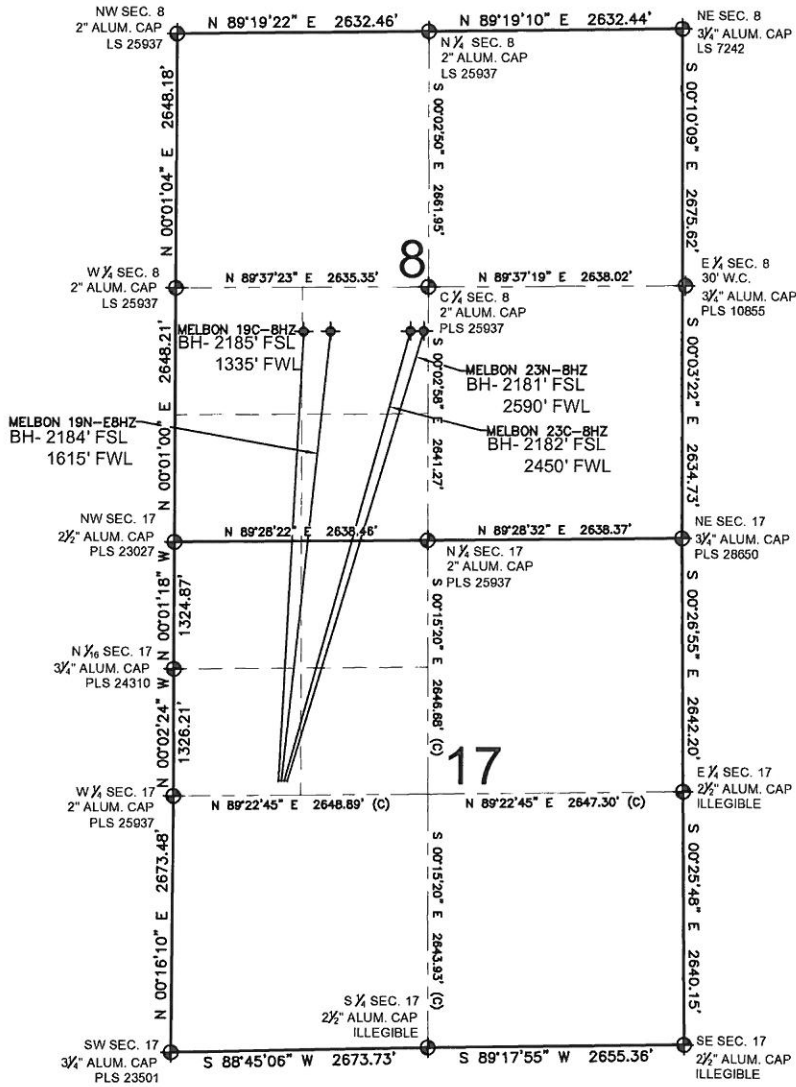 NW SEC. 8
2" ALUM. CAP
LS 25937
N 89°19'22" E 2632.46'
N 89°19'10" E 2632.44'
NE SEC. 8
3¼" ALUM. CAP
LS 7242
N ¼ SEC. 8
2" ALUM. CAP
LS 25937
N 00°01'04" E 2648.18'
S 00°02'50" E 2661.95'
S 00°10'09" E 2675.62'
W ¼ SEC. 8
2" ALUM. CAP
LS 25937
N 89°37'23" E 2635.35'
8
N 89°37'19" E 2638.02'
E ¼ SEC. 8
30' W.C.
3¼" ALUM. CAP
PLS 10855
C ¼ SEC. 8
2" ALUM. CAP
PLS 25937
MELBON 19C-8HZ
BH- 2185' FSL
1335' FWL
MELBON 23N-8HZ
BH- 2181' FSL
2590' FWL
MELBON 19N-E8HZ
BH- 2184' FSL
1615' FWL
MELBON 23C-8HZ
BH- 2182' FSL
2450' FWL
N 00°01'00" E 2648.21'
S 00°02'58" E 2641.27'
S 00°03'22" E 2634.73'
NW SEC. 17
2½" ALUM. CAP
PLS 23027
N 89°28'22" E 2638.46'
N 89°28'32" E 2638.37'
NE SEC. 17
3¼" ALUM. CAP
PLS 28650
N ¼ SEC. 17
2" ALUM. CAP
PLS 25937
N 00°01'18" W 1324.87'
N 1/16 SEC. 17
3¼" ALUM. CAP
PLS 24310
N 00°02'24" W 1326.21'
S 00°15'20" E 2646.68' (C)
S 00°26'55" E 2642.20'
17
W ¼ SEC. 17
2" ALUM. CAP
PLS 25937
N 89°22'45" E 2648.89' (C)
N 89°22'45" E 2647.30' (C)
E ¼ SEC. 17
2½" ALUM. CAP
ILLEGIBLE
N 00°16'10" E 2673.48'
S 00°15'20" E 2643.93' (C)
S 00°25'48" E 2640.15'
S ¼ SEC. 17
2½" ALUM. CAP
ILLEGIBLE
SW SEC. 17
3¼" ALUM. CAP
PLS 23501
S 88°45'06" W 2673.73'
S 89°17'55" W 2655.36'
SE SEC. 17
2½" ALUM. CAP
ILLEGIBLE